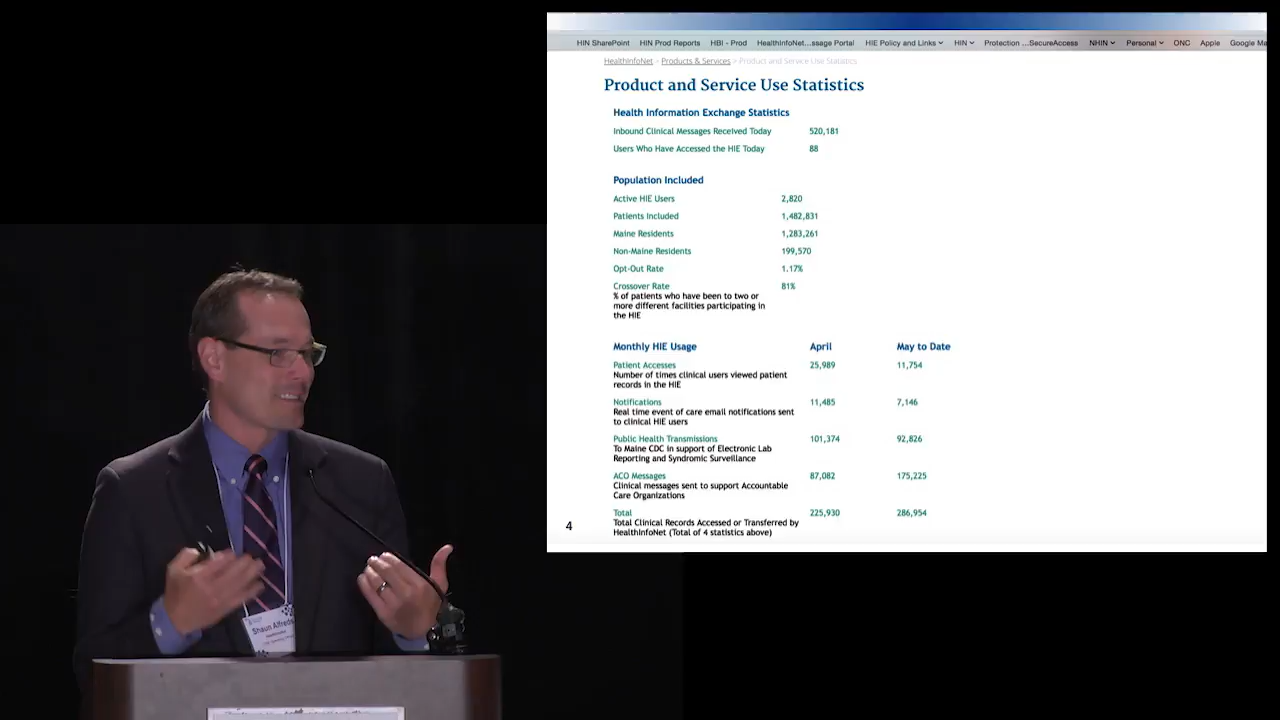 HIN SharePoint HIN Prod Reports HBI - Prod HealthInfoNet...ssage Portal HIE Policy and Links HIN Protection ...SecureAccess NHIN Personal ONC Apple Google Ma
HealthInfoNet > Products & Services > Product and Service Use Statistics
Product and Service Use Statistics
Health Information Exchange Statistics
Inbound Clinical Messages Received Today 520,181
Users Who Have Accessed the HIE Today 88
Population Included
Active HIE Users 2,820
Patients Included 1,482,831
Maine Residents 1,283,261
Non-Maine Residents 199,570
Opt-Out Rate 1.17%
Crossover Rate 81%
% of patients who have been to two or
more different facilities participating in
the HIE
Monthly HIE Usage April May to Date
Patient Accesses 25,989 11,754
Number of times clinical users viewed patient
records in the HIE
Notifications 11,485 7,146
Real time event of care email notifications sent
to clinical HIE users
Public Health Transmissions 101,374 92,826
To Maine CDC in support of Electronic Lab
Reporting and Syndromic Surveillance
ACO Messages 87,082 175,225
Clinical messages sent to support Accountable
Care Organizations
Total 225,930 286,954
Total Clinical Records Accessed or Transferred by
HealthInfoNet (Total of 4 statistics above)
4
Shaun Alfreds